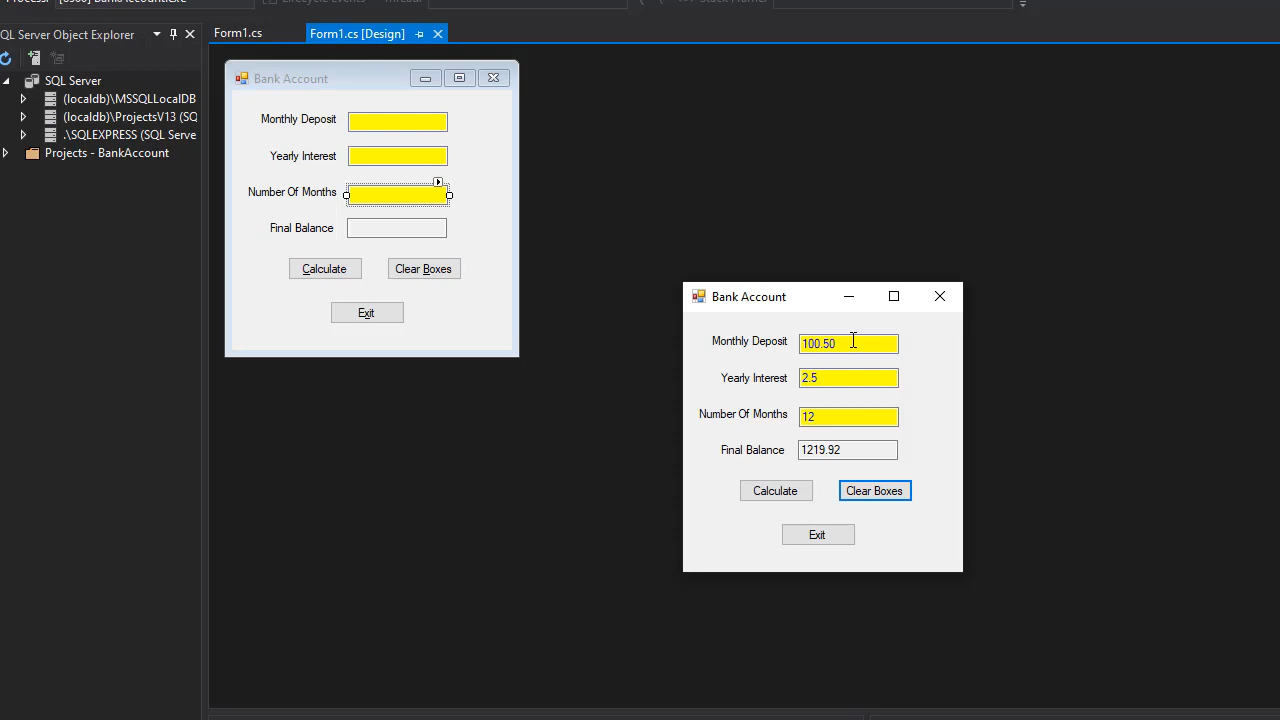 SQL Server Object Explorer
Form1.cs
Form1.cs [Design]
SQL Server
(localdb)\MSSQLLocalDB
(localdb)\ProjectsV13 (SQ
.\SQLEXPRESS (SQL Serve
Projects - BankAccount
Bank Account
Monthly Deposit
Yearly Interest
Number Of Months
Final Balance
Calculate
Clear Boxes
Exit
Bank Account
Monthly Deposit 100.50
Yearly Interest 2.5
Number Of Months 12
Final Balance 1219.92
Calculate
Clear Boxes
Exit